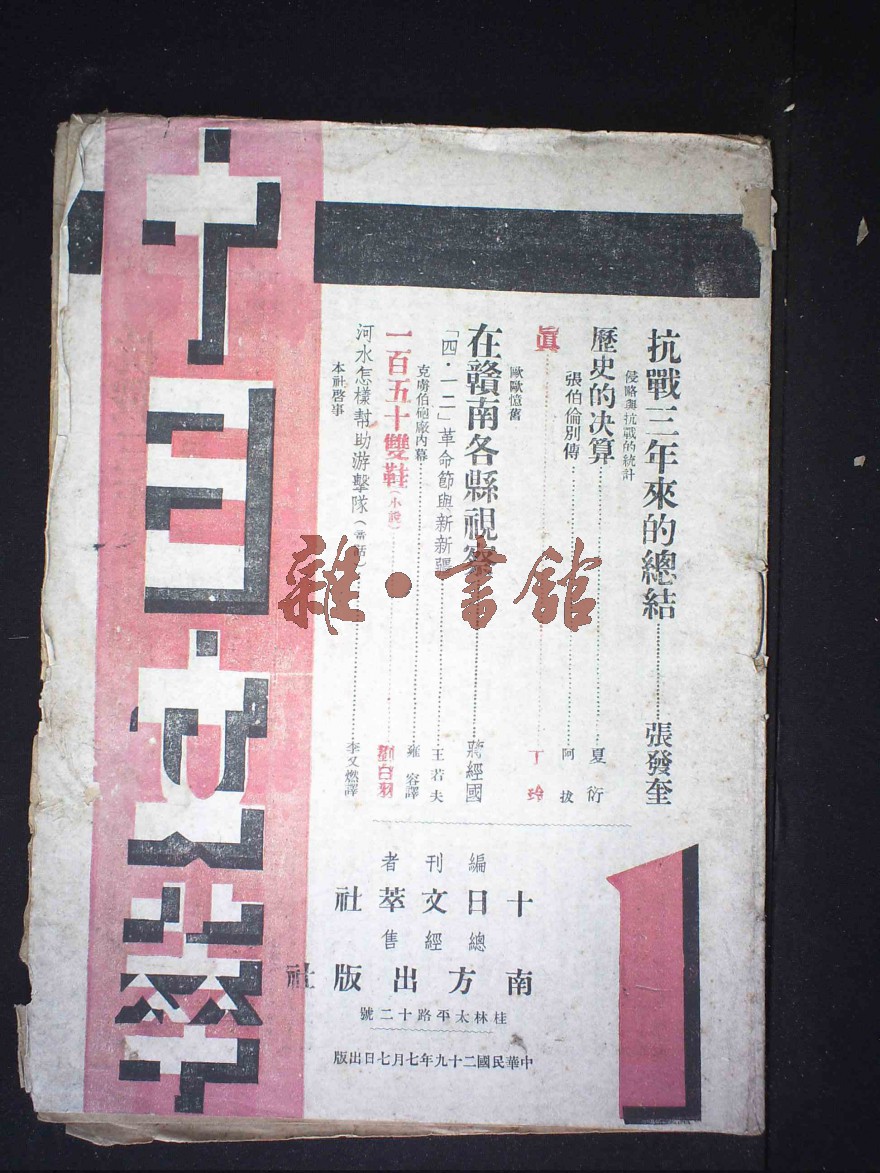 十日文萃
抗戰三年來的總結……張發奎
侵略與抗戰的統計
歷史的決算……夏衍
張伯倫別傳……阿拔
眞……丁玲
歐歐憶舊
在贛南各縣視察……蔣經國
「四·一二」革命節與新新疆……王若夫
克虜伯砲廠內幕……雍容譯
一百五十雙鞋(小說)……劉白羽
河水怎樣幫助游擊隊(童話)……李又燃譯
本社啓事
編刊者
十日文萃社
總經售
南方出版社
桂林太平路十二號
中華民國二十九年七月七日出版
1
雜·書館